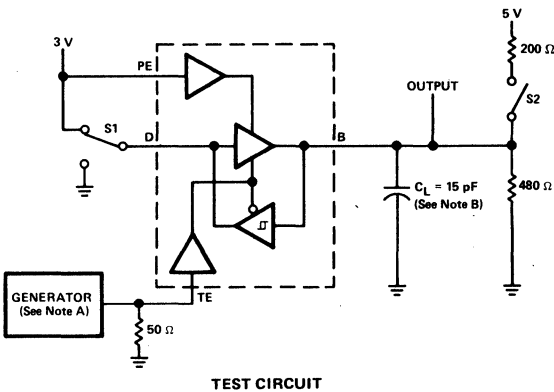 5 V
3 V
200 Ω
PE
OUTPUT
S2
S1
D
B
C_L = 15 pF
(See Note B)
480 Ω
GENERATOR
(See Note A)
TE
50 Ω
TEST CIRCUIT